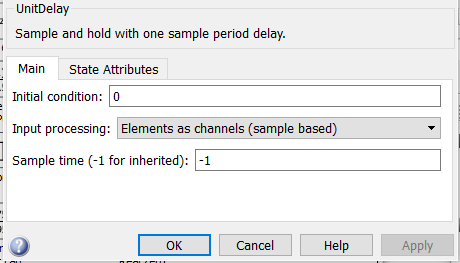 UnitDelay
Sample and hold with one sample period delay.
Main State Attributes
Initial condition: 0
Input processing: Elements as channels (sample based)
Sample time (-1 for inherited): -1
OK Cancel Help Apply